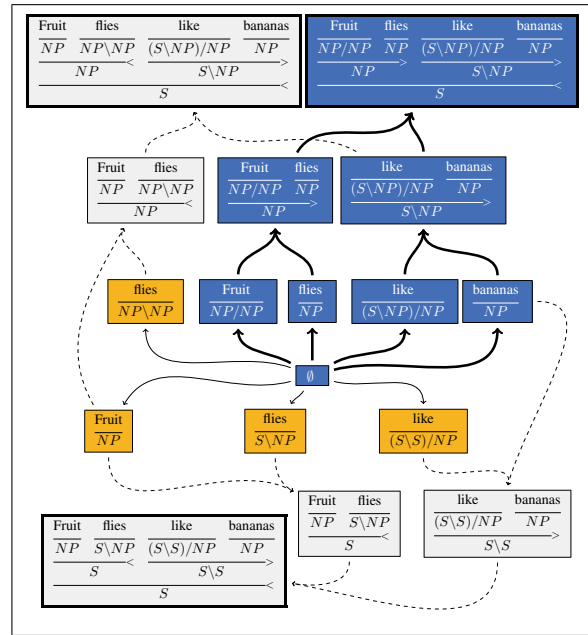 Fruit flies like bananas
NP NP\NP (S\NP)/NP NP
< >
NP S\NP
<
S
Fruit flies like bananas
NP/NP NP (S\NP)/NP NP
> >
NP S\NP
<
S
Fruit flies
NP NP\NP
<
NP
Fruit flies
NP/NP NP
>
NP
like bananas
(S\NP)/NP NP
>
S\NP
flies
NP\NP
Fruit
NP/NP
flies
NP
like
(S\NP)/NP
bananas
NP
∅
Fruit
NP
flies
S\NP
like
(S\S)/NP
Fruit flies
NP S\NP
<
S
like bananas
(S\S)/NP NP
>
S\S
Fruit flies like bananas
NP S\NP (S\S)/NP NP
< >
S S\S
<
S